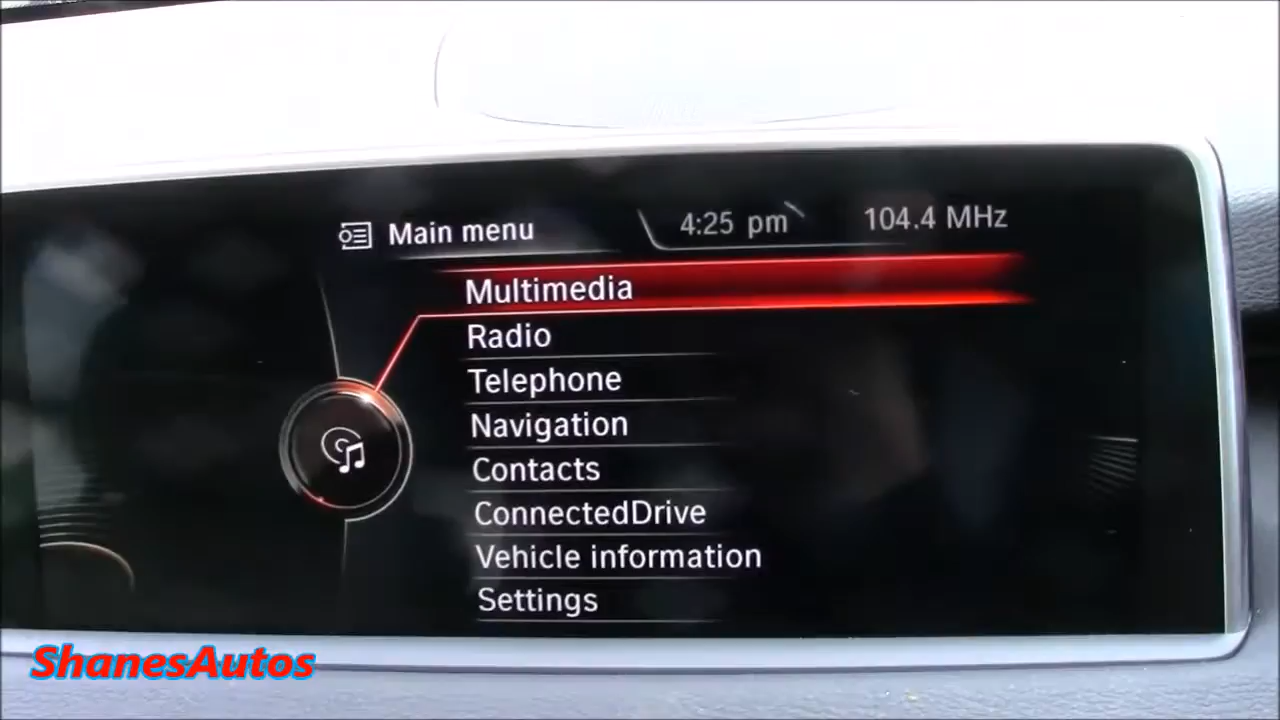 Main menu 4:25 pm 104.4 MHz
Multimedia
Radio
Telephone
Navigation
Contacts
ConnectedDrive
Vehicle information
Settings
ShanesAutos